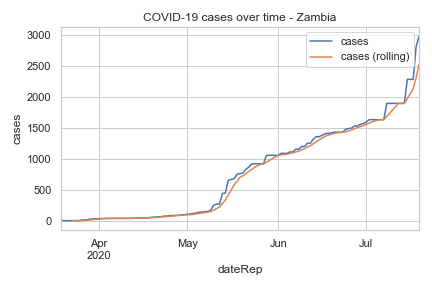 COVID-19 cases over time - Zambia
cases
cases (rolling)
3000
2500
2000
1500
1000
500
0
cases
Apr
2020
May
Jun
Jul
dateRep